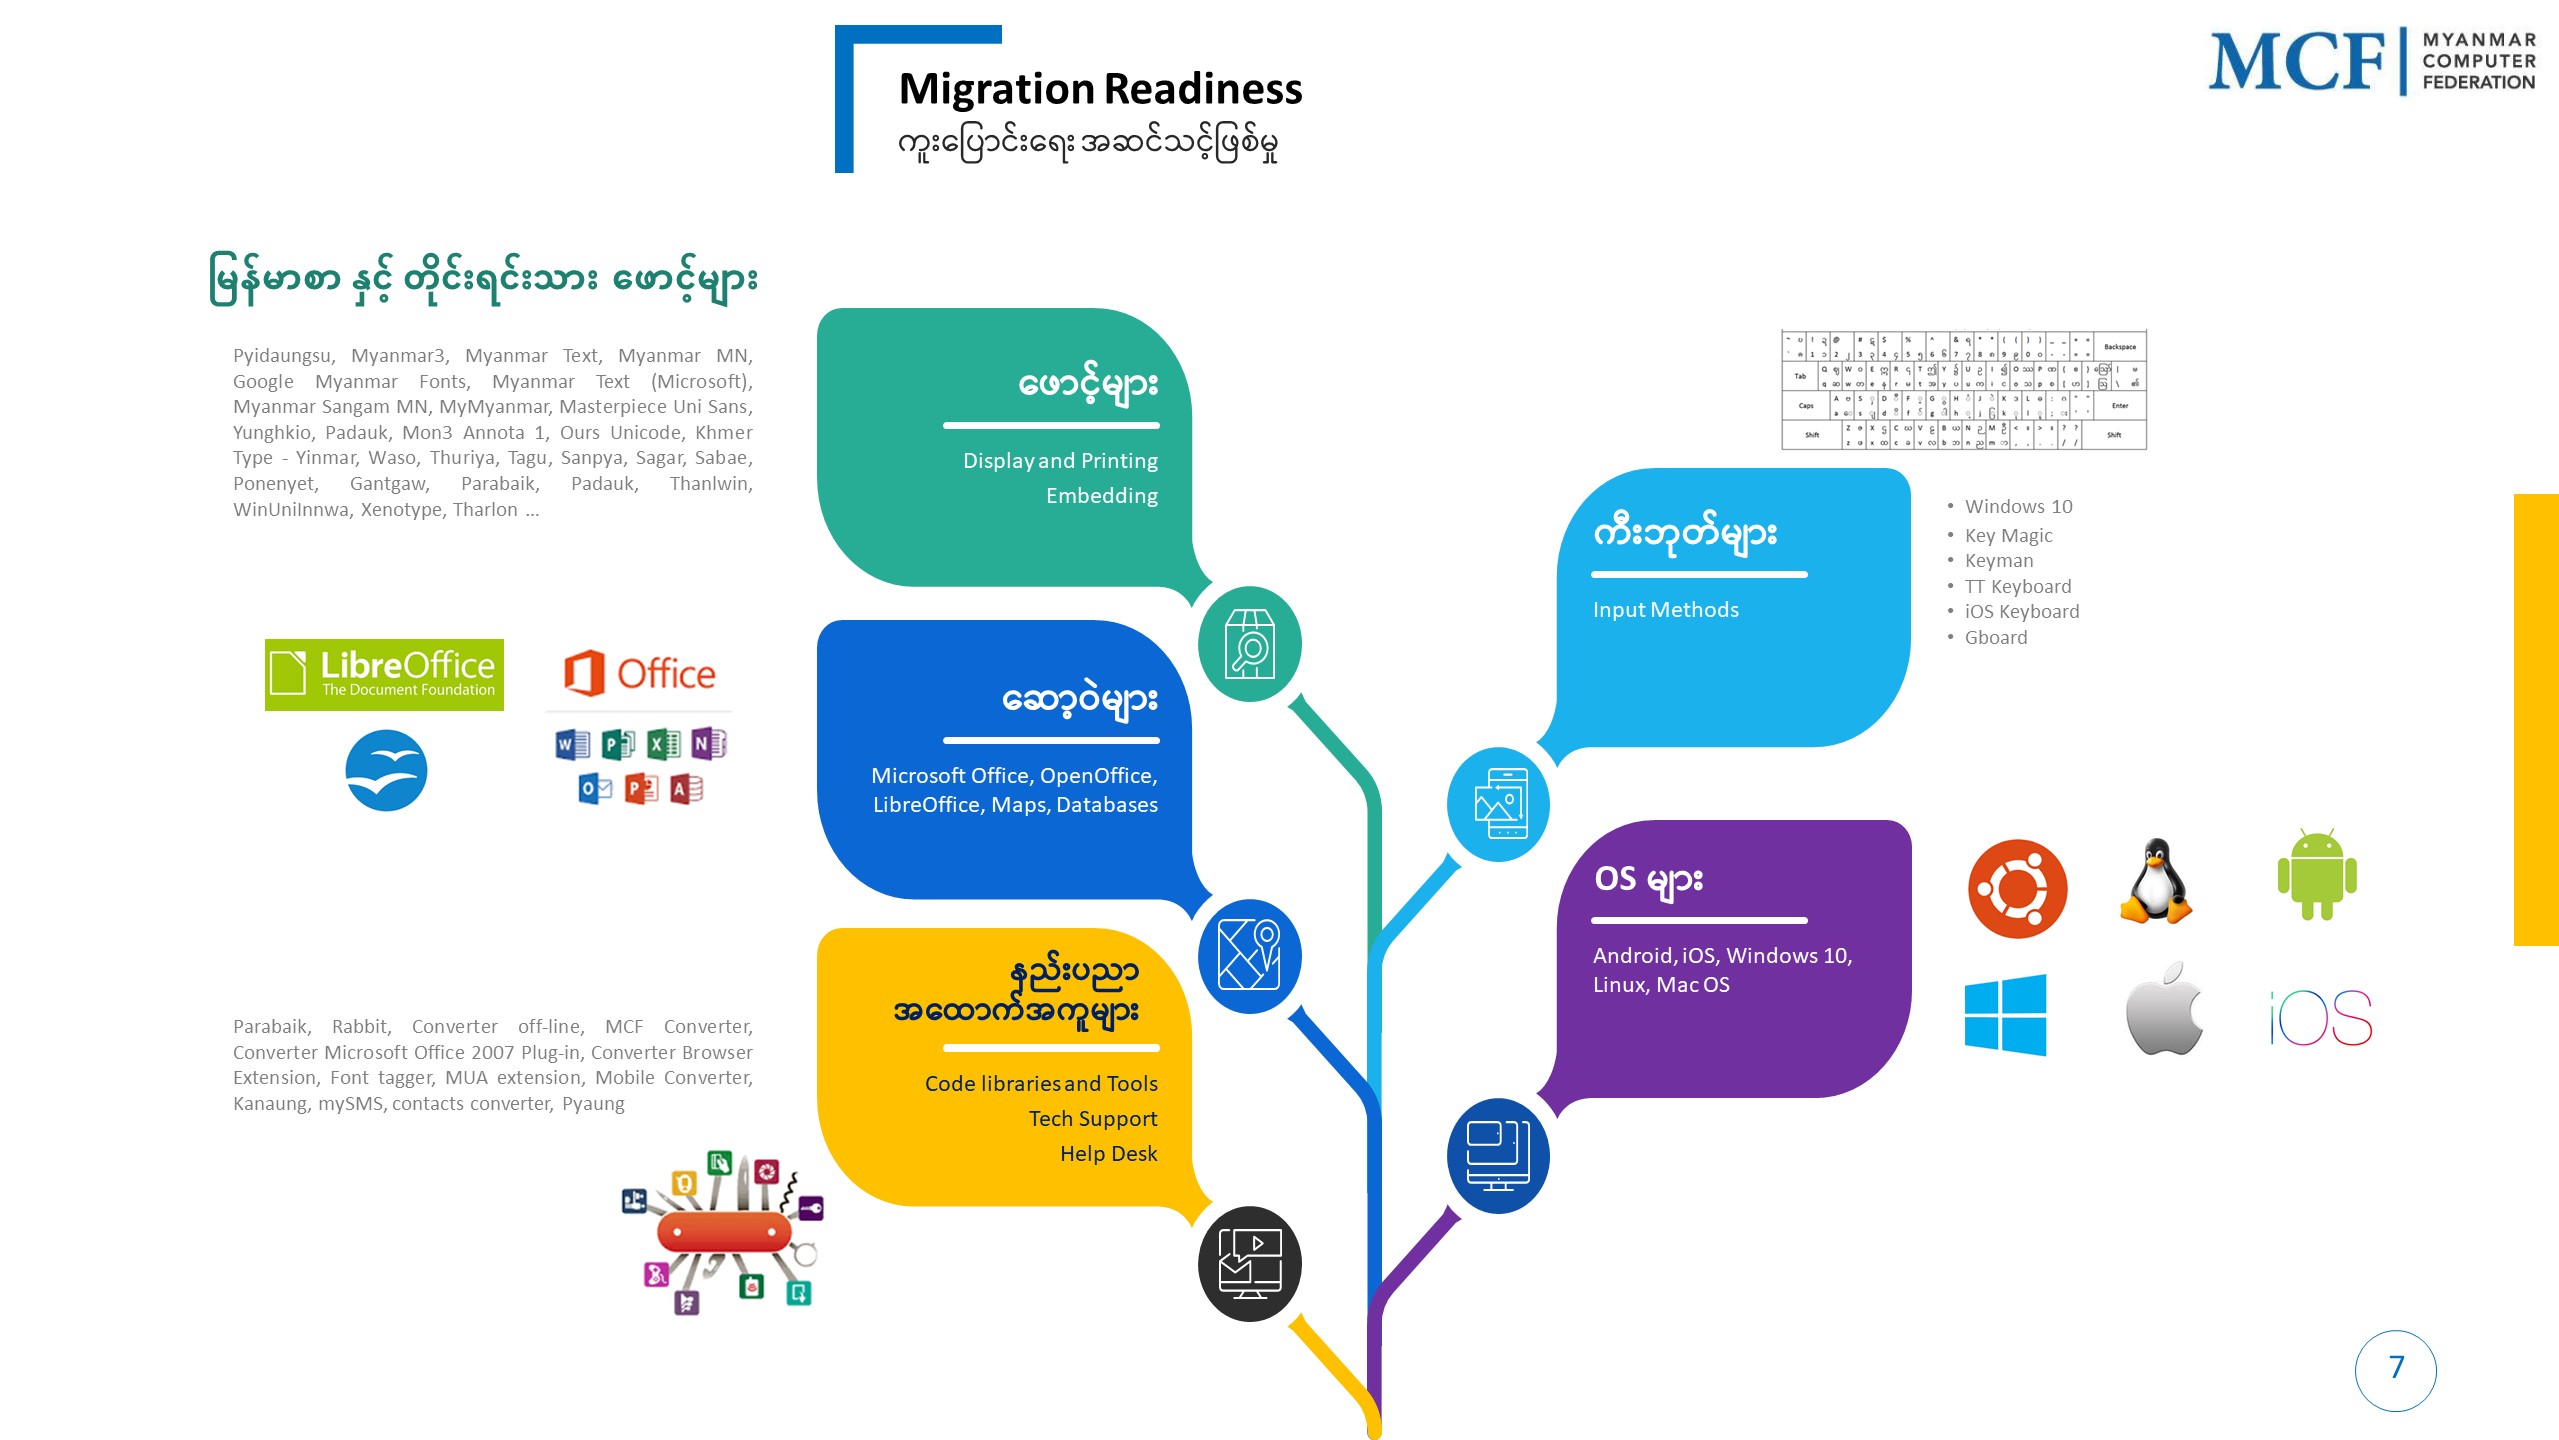 Migration Readiness
ကူးပြောင်းရေး အဆင်သင့်ဖြစ်မှု
MCF
MYANMAR
COMPUTER
FEDERATION
မြန်မာစာ နှင့် တိုင်းရင်းသား ဖောင့်များ
Pyidaungsu, Myanmar3, Myanmar Text, Myanmar MN,
Google Myanmar Fonts, Myanmar Text (Microsoft),
Myanmar Sangam MN, MyMyanmar, Masterpiece Uni Sans,
Yunghkio, Padauk, Mon3 Annota 1, Ours Unicode, Khmer
Type - Yinmar, Waso, Thuriya, Tagu, Sanpya, Sagar, Sabae,
Ponenyet, Gantgaw, Parabaik, Padauk, Thanlwin,
WinUniInnwa, Xenotype, Tharlon ...
ဖောင့်များ
Display and Printing
Embedding
Backspace
Tab
Caps
Enter
Shift
Shift
ကီးဘုတ်များ
Input Methods
• Windows 10
• Key Magic
• Keyman
• TT Keyboard
• iOS Keyboard
• Gboard
LibreOffice
The Document Foundation
Office
W P X N
O P A
ဆော့ဝဲများ
Microsoft Office, OpenOffice,
LibreOffice, Maps, Databases
OS များ
Android, iOS, Windows 10,
Linux, Mac OS
iOS
နည်းပညာ
အထောက်အကူများ
Code libraries and Tools
Tech Support
Help Desk
Parabaik, Rabbit, Converter off-line, MCF Converter,
Converter Microsoft Office 2007 Plug-in, Converter Browser
Extension, Font tagger, MUA extension, Mobile Converter,
Kanaung, mySMS, contacts converter, Pyaung
7